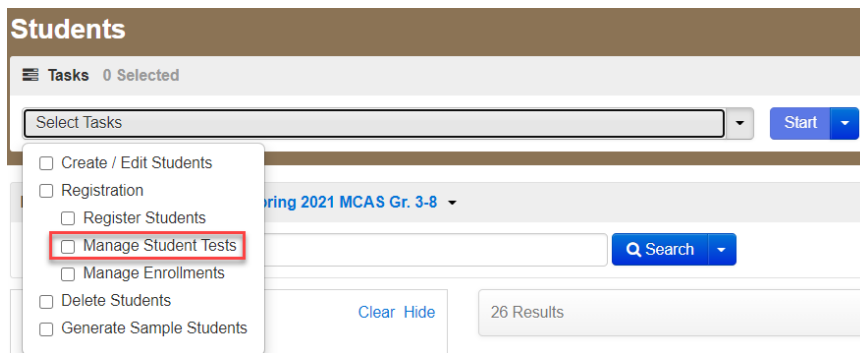 Students
Tasks 0 Selected
Select Tasks
Start
Create / Edit Students
Registration
Register Students
Manage Student Tests
Manage Enrollments
Delete Students
Generate Sample Students
2021 MCAS Gr. 3-8
Search
Clear Hide
26 Results